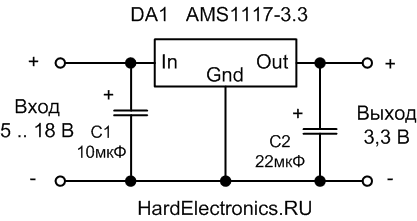 DA1 AMS1117-3.3
+ In Out +
Gnd
+ +
Вход
5 .. 18 В
C1
10мкФ
C2
22мкФ
Выход
3,3 В
- -
HardElectronics.RU